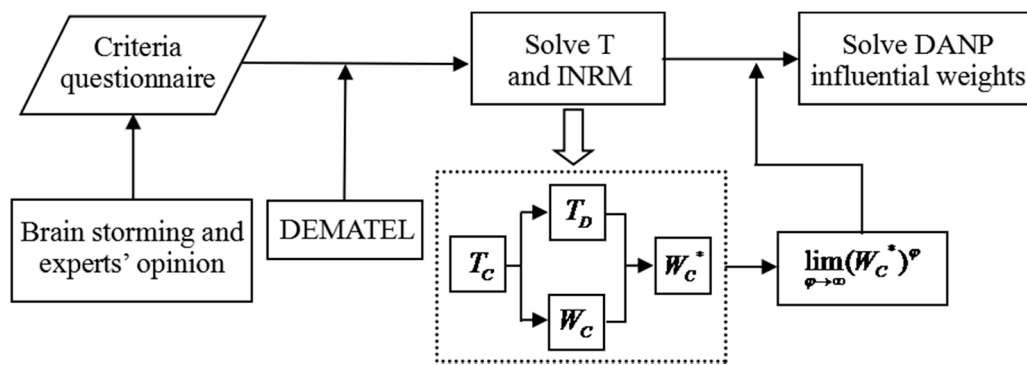 Criteria
questionnaire
Solve T
and INRM
Solve DANP
influential weights
Brain storming and
experts’ opinion
DEMATEL
T_C
T_D
W_C
W_C^*
lim(W_C^*)^φ
φ→∞